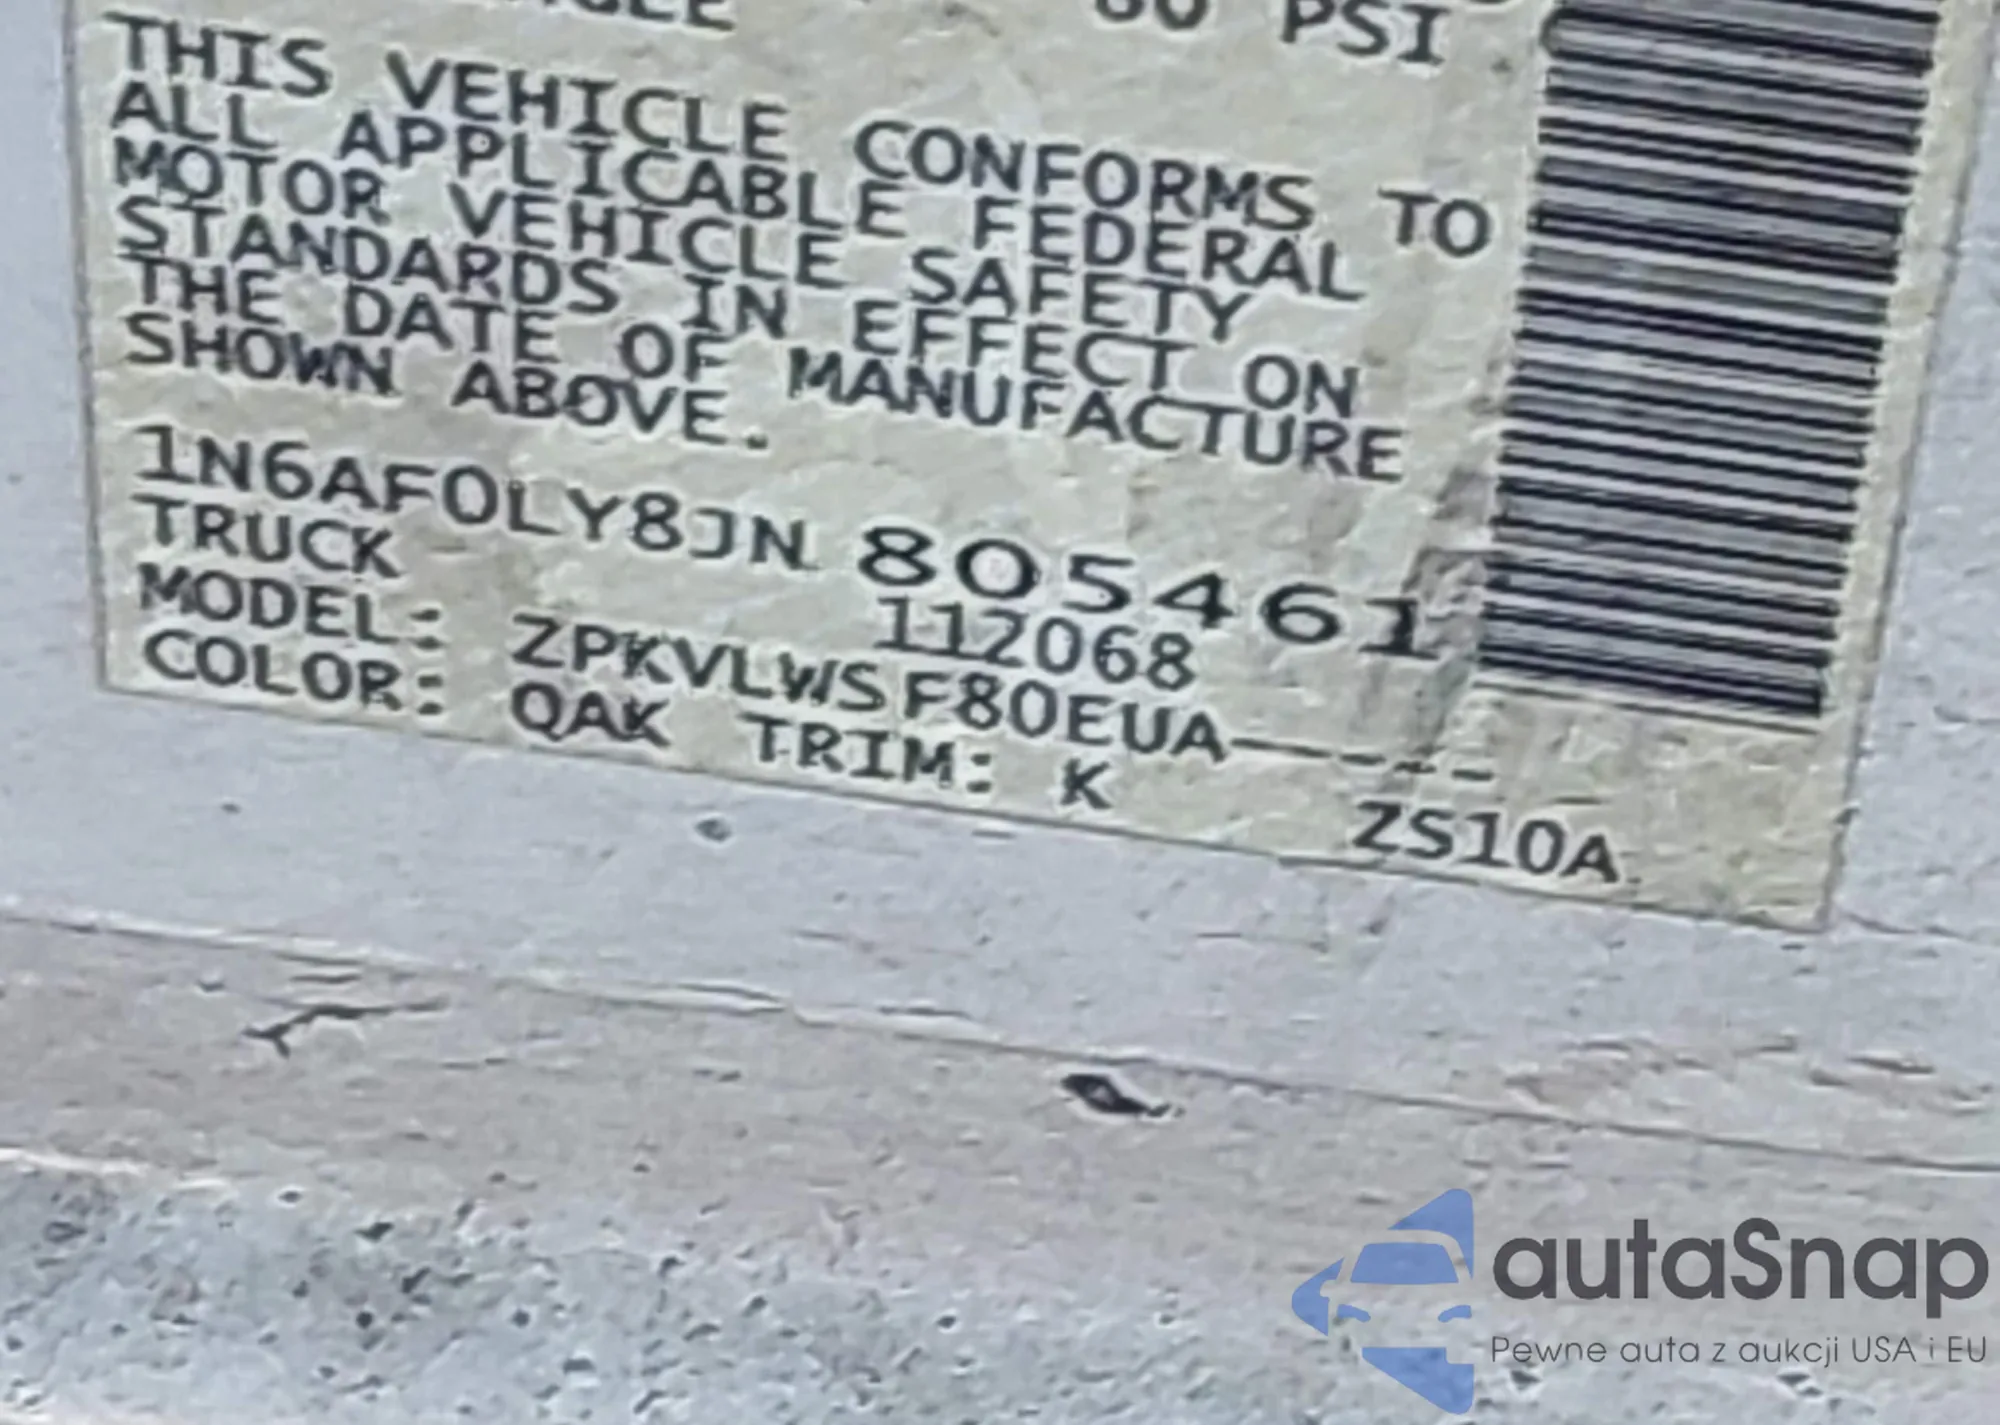 60 PSI
THIS VEHICLE CONFORMS TO
ALL APPLICABLE FEDERAL
MOTOR VEHICLE SAFETY
STANDARDS IN EFFECT ON
THE DATE OF MANUFACTURE
SHOWN ABOVE.
1N6AF0LY8JN 805461
TRUCK 112068
MODEL: ZPKVLWSF80EUA-----
COLOR: QAK TRIM: K ZS10A
autaSnap
Pewne auta z aukcji USA i EU